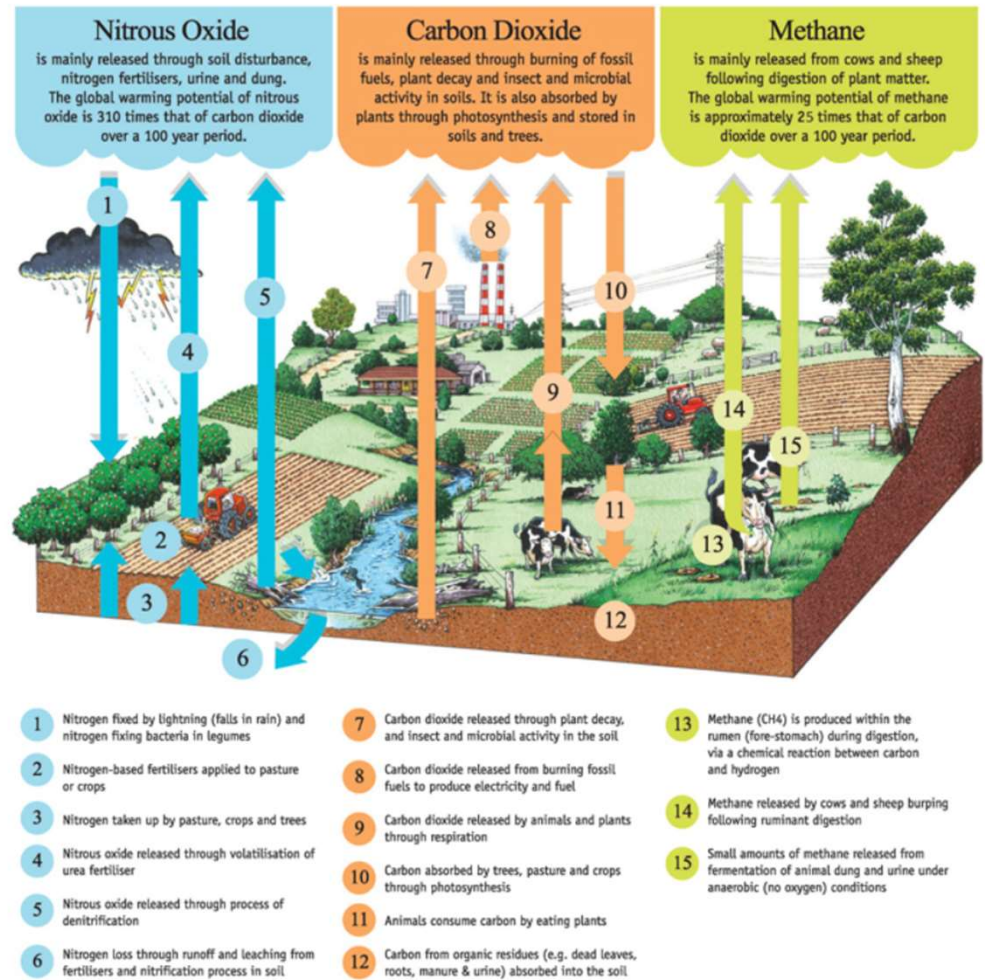 Nitrous Oxide
is mainly released through soil disturbance,
nitrogen fertilisers, urine and dung.
The global warming potential of nitrous
oxide is 310 times that of carbon dioxide
over a 100 year period.
Carbon Dioxide
is mainly released through burning of fossil
fuels, plant decay and insect and microbial
activity in soils. It is also absorbed by
plants through photosynthesis and stored in
soils and trees.
Methane
is mainly released from cows and sheep
following digestion of plant matter.
The global warming potential of methane
is approximately 25 times that of carbon
dioxide over a 100 year period.
1
2
3
4
5
6
7
8
9
10
11
12
13
14
15
1 Nitrogen fixed by lightning (falls in rain) and
nitrogen fixing bacteria in legumes
2 Nitrogen-based fertilisers applied to pasture
or crops
3 Nitrogen taken up by pasture, crops and trees
4 Nitrous oxide released through volatilisation of
urea fertiliser
5 Nitrous oxide released through process of
denitrification
6 Nitrogen loss through runoff and leaching from
fertilisers and nitrification process in soil
7 Carbon dioxide released through plant decay,
and insect and microbial activity in the soil
8 Carbon dioxide released from burning fossil
fuels to produce electricity and fuel
9 Carbon dioxide released by animals and plants
through respiration
10 Carbon absorbed by trees, pasture and crops
through photosynthesis
11 Animals consume carbon by eating plants
12 Carbon from organic residues (e.g. dead leaves,
roots, manure & urine) absorbed into the soil
13 Methane (CH4) is produced within the
rumen (fore-stomach) during digestion,
via a chemical reaction between carbon
and hydrogen
14 Methane released by cows and sheep burping
following ruminant digestion
15 Small amounts of methane released from
fermentation of animal dung and urine under
anaerobic (no oxygen) conditions